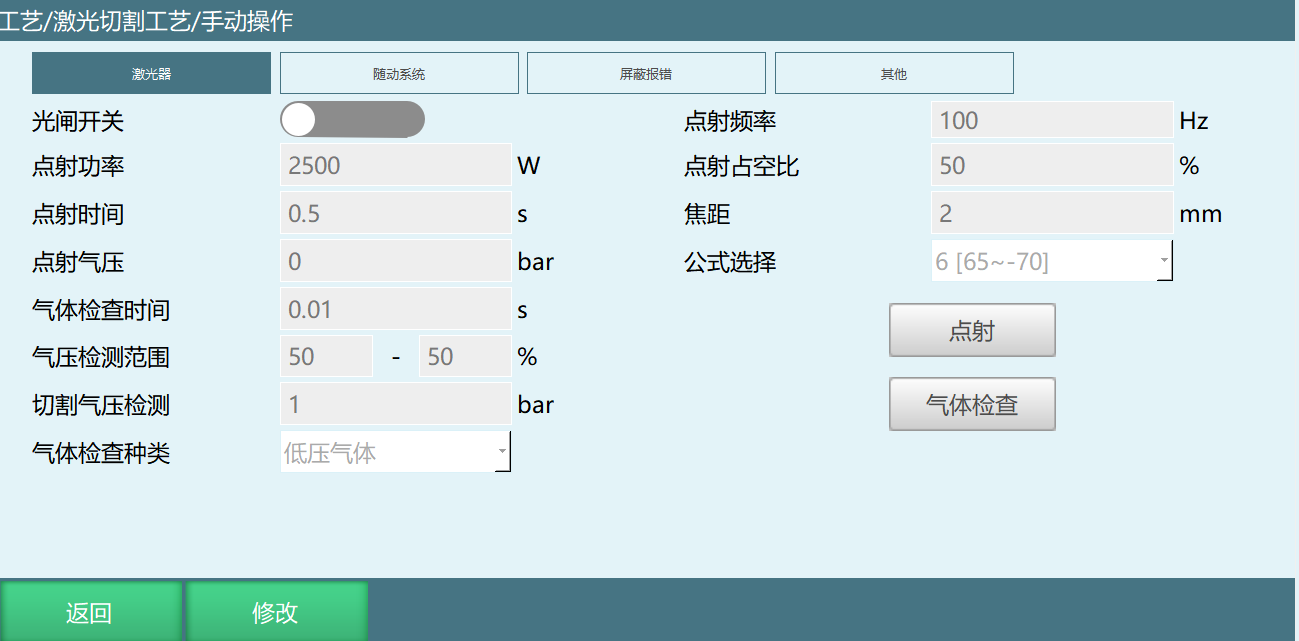 工艺/激光切割工艺/手动操作
激光器 随动系统 屏蔽报错 其他
光闸开关 点射频率 100 Hz
点射功率 2500 W 点射占空比 50 %
点射时间 0.5 s 焦距 2 mm
点射气压 0 bar 公式选择 6 [65~-70]
气体检查时间 0.01 s
点射
气压检测范围 50 - 50 %
切割气压检测 1 bar
气体检查
气体检查种类 低压气体
返回 修改